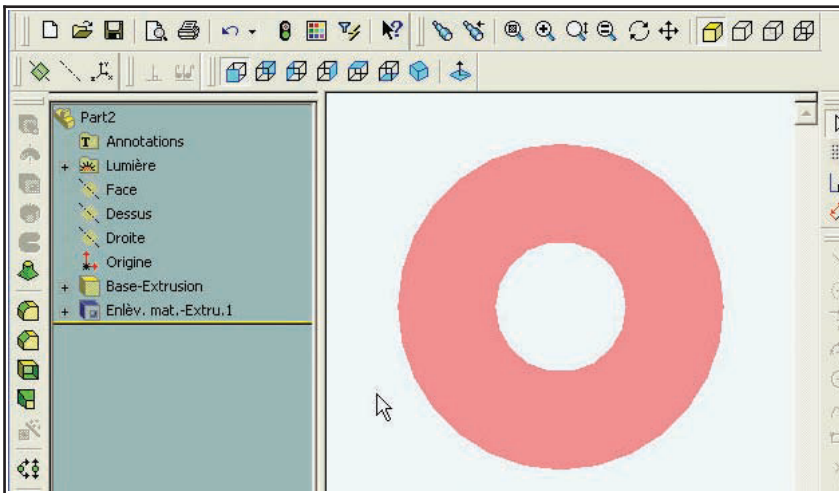 Part2
Annotations
Lumière
Face
Dessus
Droite
Origine
Base-Extrusion
Enlèv. mat.-Extru.1